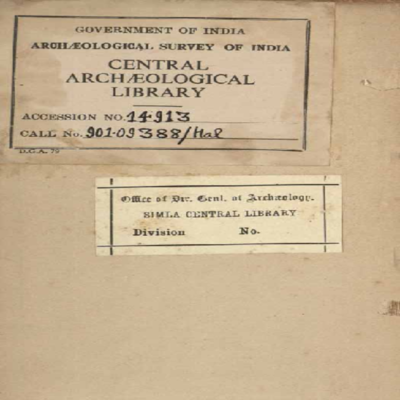 GOVERNMENT OF INDIA
ARCHÆOLOGICAL SURVEY OF INDIA
CENTRAL
ARCHÆOLOGICAL
LIBRARY
ACCESSION NO. 14913
CALL No. 901.09388/Hal
D.G.A. 79
Office of Dir. Genl. of Archæology.
SIMLA CENTRAL LIBRARY
Division No.